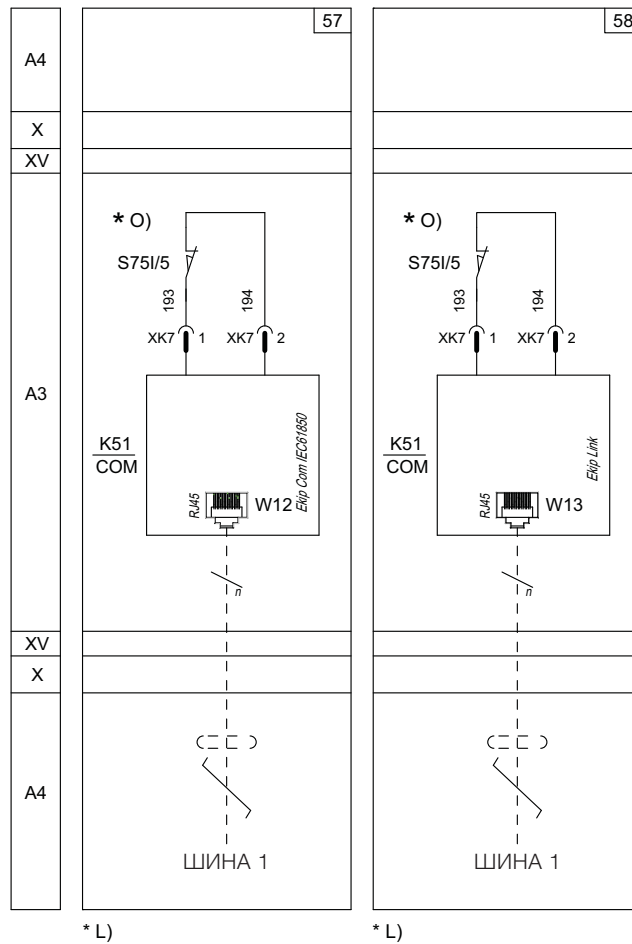 57
58
A4
X
XV
* O)
* O)
S75I/5
S75I/5
193
194
193
194
XK7 1 XK7 2
XK7 1 XK7 2
A3
K51
COM
Ekip Com IEC61850
RJ45
W12
K51
COM
Ekip Link
RJ45
W13
n
n
XV
X
A4
ШИНА 1
ШИНА 1
* L)
* L)